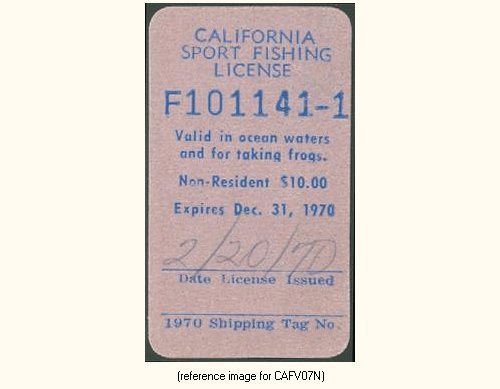 CALIFORNIA
SPORT FISHING
LICENSE
F101141-1
Valid in ocean waters
and for taking frogs.
Non-Resident $10.00
Expires Dec. 31, 1970
2/20/70
Date License Issued
1970 Shipping Tag No.
(reference image for CAFV07N)